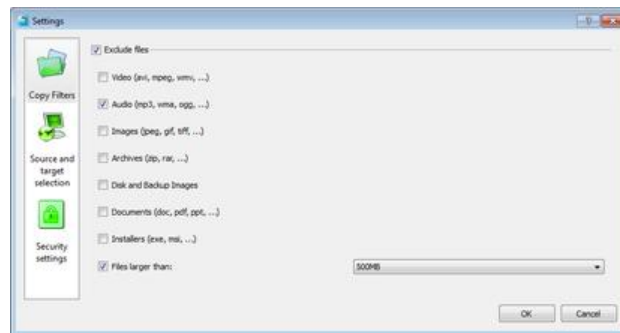 Settings
Copy Filters
Source and
target
selection
Security
settings
Exclude files
Video (avi, mpeg, wmv, ...)
Audio (mp3, wma, ogg, ...)
Images (jpeg, gif, tiff, ...)
Archives (zip, rar, ...)
Disk and Backup Images
Documents (doc, pdf, ppt, ...)
Installers (exe, msi, ...)
Files larger than:
500MB
OK
Cancel